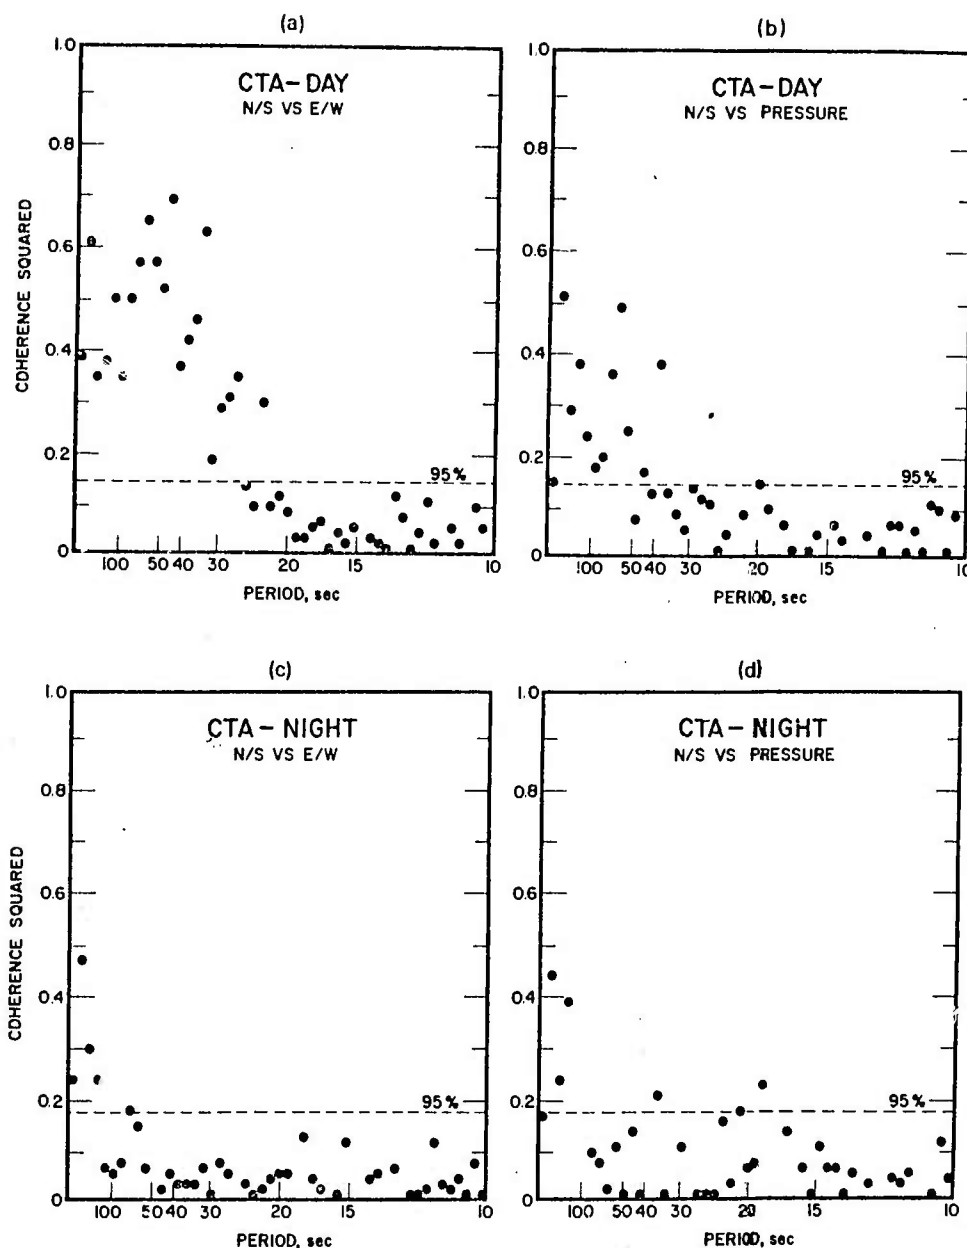 (a)
CTA-DAY
N/S VS E/W
COHERENCE SQUARED
1.0
0.8
0.6
0.4
0.2
0
95%
100 50 40 30 20 15 10
PERIOD, sec
(b)
CTA-DAY
N/S VS PRESSURE
1.0
0.8
0.6
0.4
0.2
0
95%
100 50 40 30 20 15 10
PERIOD, sec
(c)
CTA-NIGHT
N/S VS E/W
COHERENCE SQUARED
1.0
0.8
0.6
0.4
0.2
0
95%
100 50 40 30 20 15 10
PERIOD, sec
(d)
CTA-NIGHT
N/S VS PRESSURE
1.0
0.8
0.6
0.4
0.2
0
95%
100 50 40 30 20 15 10
PERIOD, sec